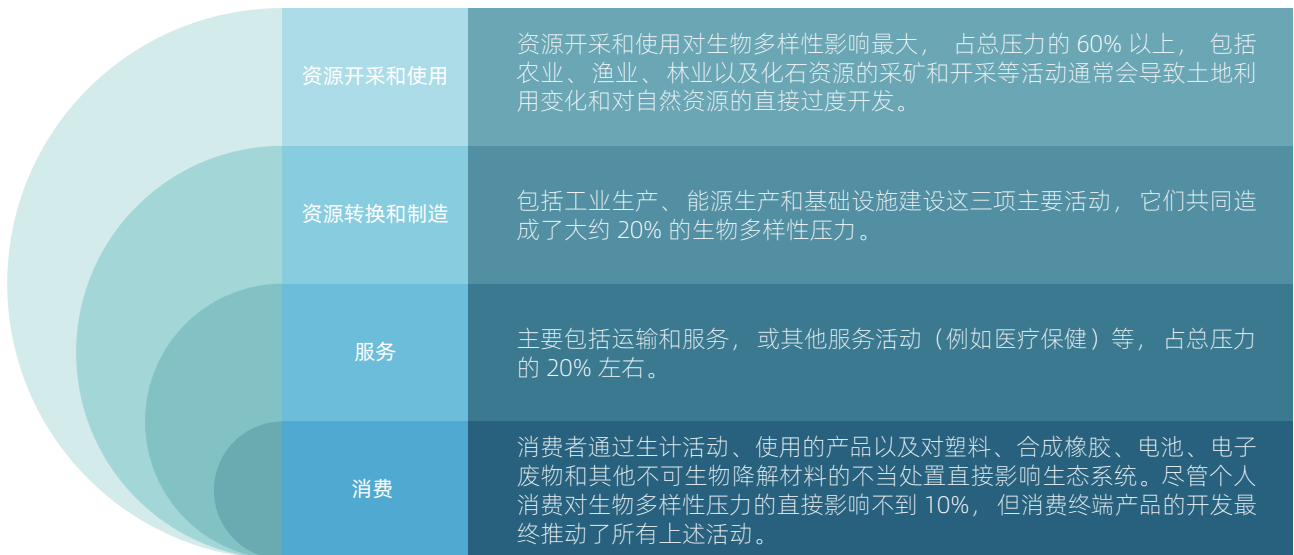 资源开采和使用
资源开采和使用对生物多样性影响最大， 占总压力的 60% 以上， 包括
农业、渔业、林业以及化石资源的采矿和开采等活动通常会导致土地利
用变化和对自然资源的直接过度开发。
资源转换和制造
包括工业生产、能源生产和基础设施建设这三项主要活动， 它们共同造
成了大约 20% 的生物多样性压力。
服务
主要包括运输和服务， 或其他服务活动（例如医疗保健）等， 占总压力
的 20% 左右。
消费
消费者通过生计活动、使用的产品以及对塑料、合成橡胶、电池、电子
废物和其他不可生物降解材料的不当处置直接影响生态系统。尽管个人
消费对生物多样性压力的直接影响不到 10%， 但消费终端产品的开发最
终推动了所有上述活动。